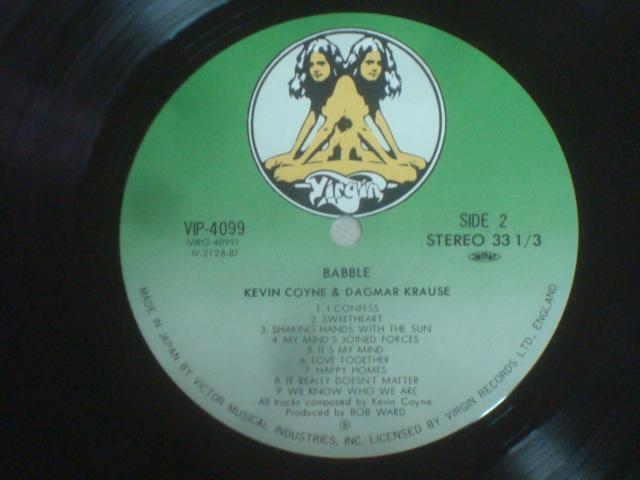 Virgin
VIP-4099
(VIRG-4099)
IV-2128-B1
SIDE 2
STEREO 33 1/3
BABBLE
KEVIN COYNE & DAGMAR KRAUSE
1. I CONFESS
2. SWEETHEART
3. SHAKING HANDS WITH THE SUN
4. MY MIND'S JOINED FORCES
5. IT'S MY MIND
6. LOVE TOGETHER
7. HAPPY HOMES
8. IT REALLY DOESN'T MATTER
9. WE KNOW WHO WE ARE
All tracks composed by Kevin Coyne
Produced by BOB WARD
Ⓟ
MADE IN JAPAN BY VICTOR MUSICAL INDUSTRIES, INC. LICENSED BY VIRGIN RECORDS LTD. ENGLAND